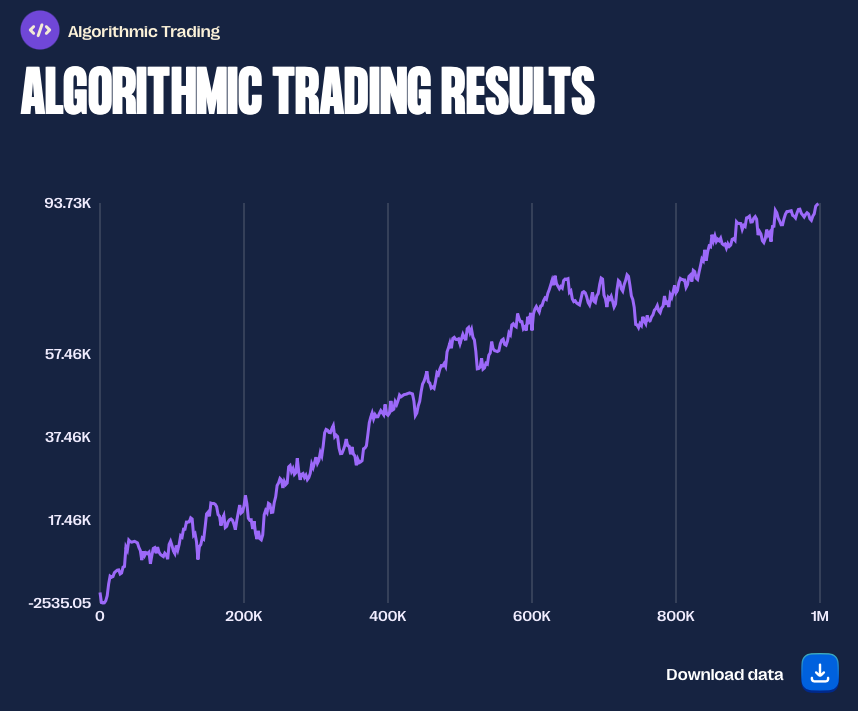 Algorithmic Trading
ALGORITHMIC TRADING RESULTS
93.73K
57.46K
37.46K
17.46K
-2535.05
0 200K 400K 600K 800K 1M
Download data